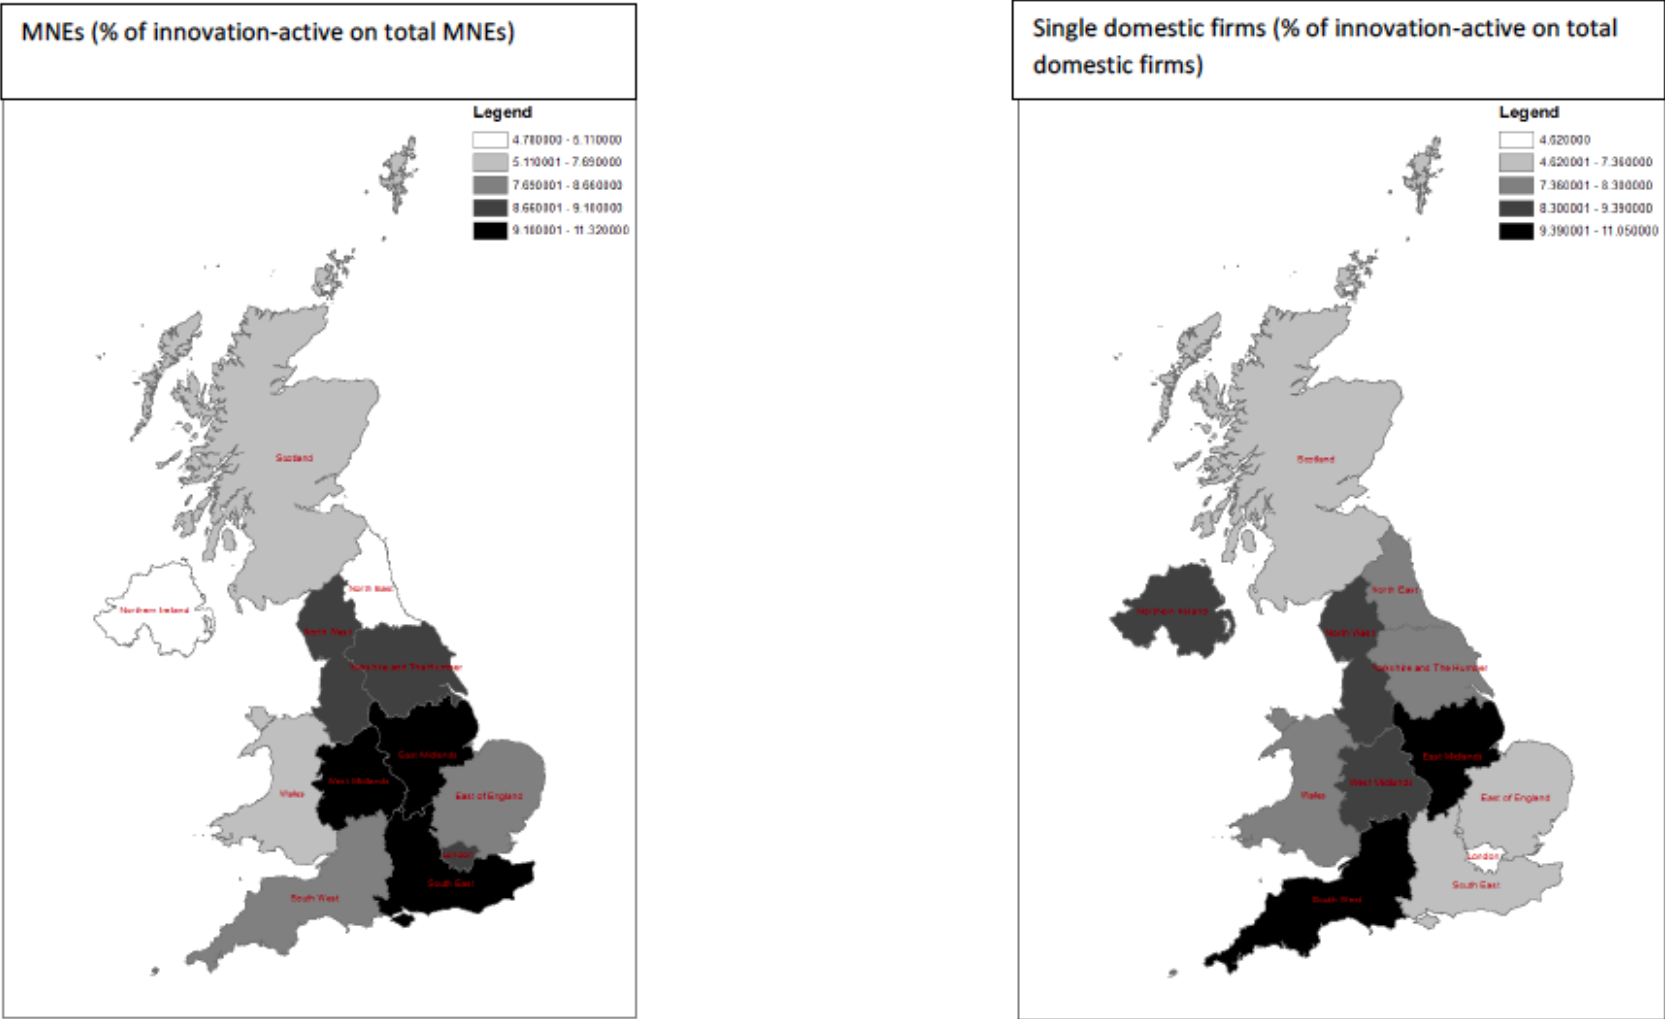 MNEs (% of innovation-active on total MNEs)
Legend
4.780000 - 5.110000
5.110001 - 7.690000
7.690001 - 8.660000
8.660001 - 9.180000
9.180001 - 11.320000
Scotland
North East
Northern Ireland
North West
Yorkshire and The Humber
East Midlands
West Midlands
Wales
East of England
London
South East
South West
Single domestic firms (% of innovation-active on total
domestic firms)
Legend
4.620000
4.620001 - 7.360000
7.360001 - 8.380000
8.300001 - 9.390000
9.390001 - 11.050000
Scotland
North East
Northern Ireland
North West
Yorkshire and The Humber
East Midlands
West Midlands
Wales
East of England
London
South East
South West